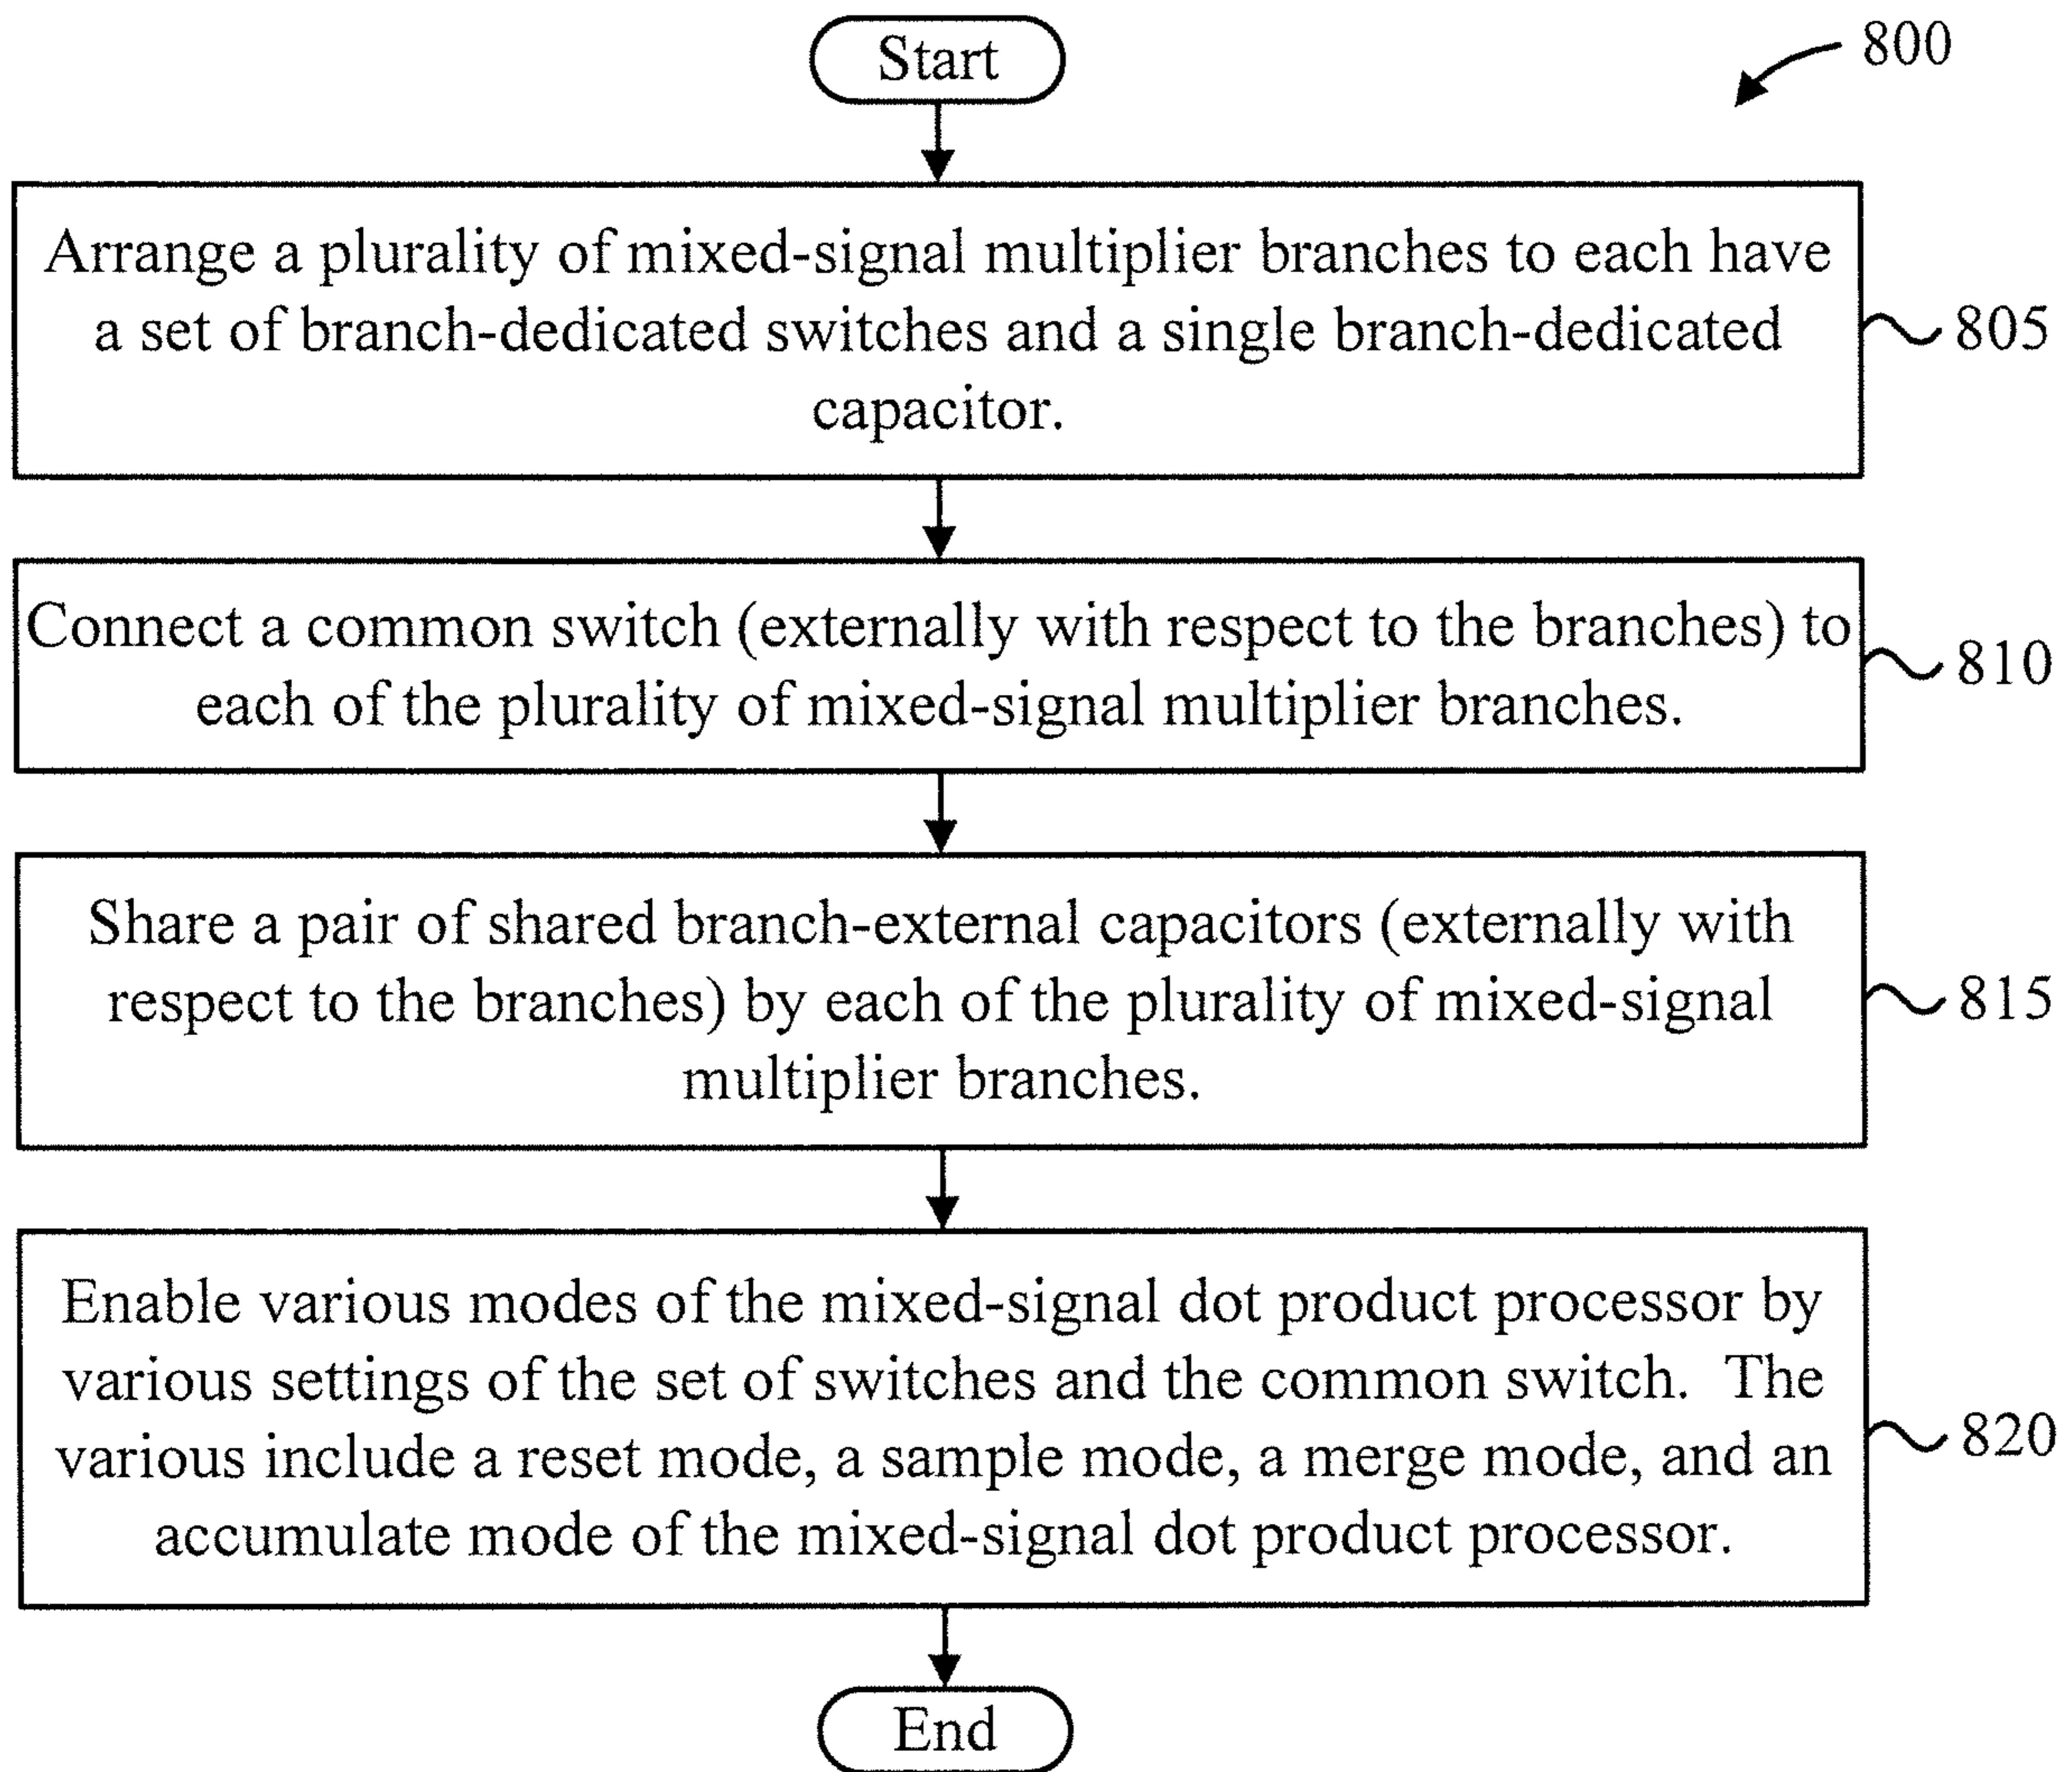 Start
800
Arrange a plurality of mixed-signal multiplier branches to each have
a set of branch-dedicated switches and a single branch-dedicated
capacitor.
805
Connect a common switch (externally with respect to the branches) to
each of the plurality of mixed-signal multiplier branches.
810
Share a pair of shared branch-external capacitors (externally with
respect to the branches) by each of the plurality of mixed-signal
multiplier branches.
815
Enable various modes of the mixed-signal dot product processor by
various settings of the set of switches and the common switch. The
various include a reset mode, a sample mode, a merge mode, and an
accumulate mode of the mixed-signal dot product processor.
820
End